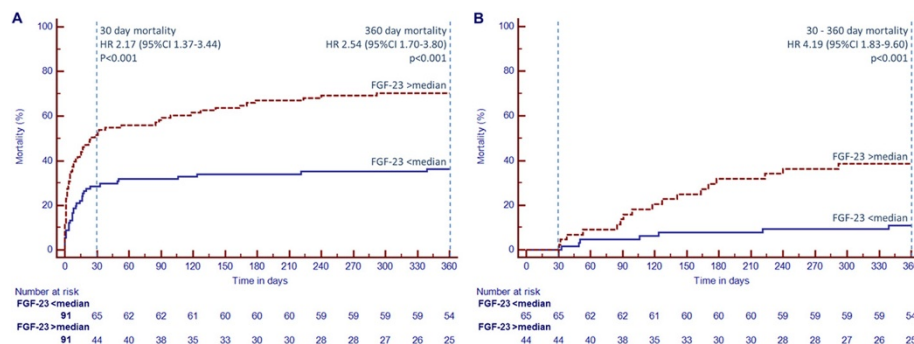 A
30 day mortality
HR 2.17 (95%CI 1.37-3.44)
P<0.001
360 day mortality
HR 2.54 (95%CI 1.70-3.80)
p<0.001
Mortality (%)
100
80
60
40
20
0
FGF-23 >median
FGF-23 <median
0 30 60 90 120 150 180 210 240 270 300 330 360
Time in days
Number at risk
FGF-23 <median
91 65 62 62 61 60 60 60 59 59 59 59 54
FGF-23 >median
91 44 40 38 35 33 30 30 28 28 27 26 25
B
30 - 360 day mortality
HR 4.19 (95%CI 1.83-9.60)
p<0.001
Mortality (%)
100
80
60
40
20
0
FGF-23 >median
FGF-23 <median
0 30 60 90 120 150 180 210 240 270 300 330 360
Time in days
Number at risk
FGF-23 <median
65 65 62 62 61 60 60 60 59 59 59 59 54
FGF-23 >median
44 44 40 38 35 33 30 30 28 28 27 26 25